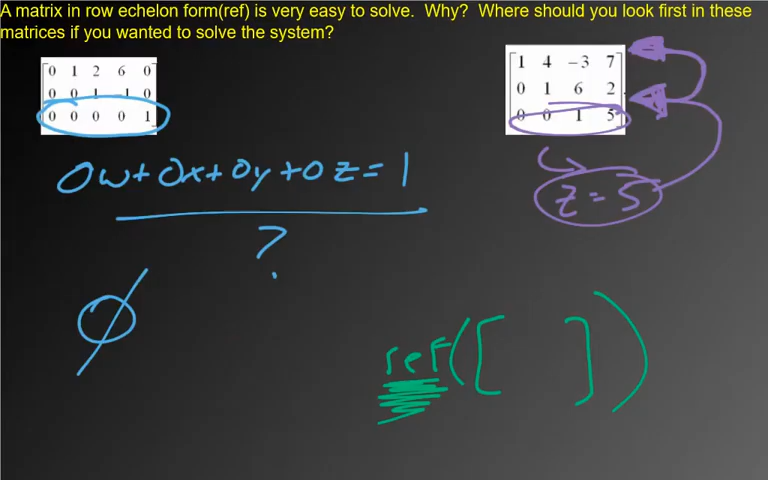 A matrix in row echelon form(ref) is very easy to solve.  Why?  Where should you look first in these
matrices if you wanted to solve the system?
0 1 2 6 0
0 0 1 -1 0
0 0 0 0 1
1 4 -3 7
0 1 6 2
0 0 1 5
0w+0x+0y+0z=1
z=5
?
∅
ref([ ])